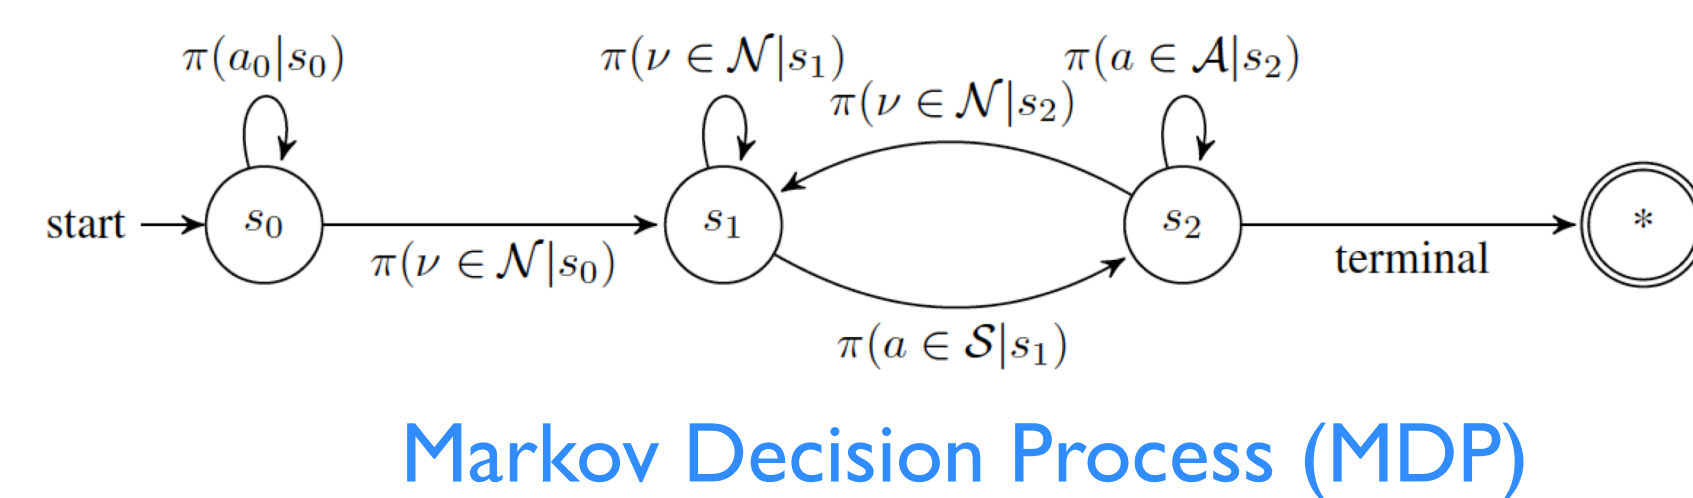 π(a₀|s₀)
π(ν ∈ 𝒩|s₁)
π(a ∈ 𝒜|s₂)
π(ν ∈ 𝒩|s₂)
start
s₀
s₁
s₂
*
π(ν ∈ 𝒩|s₀)
terminal
π(a ∈ 𝒮|s₁)
Markov Decision Process (MDP)